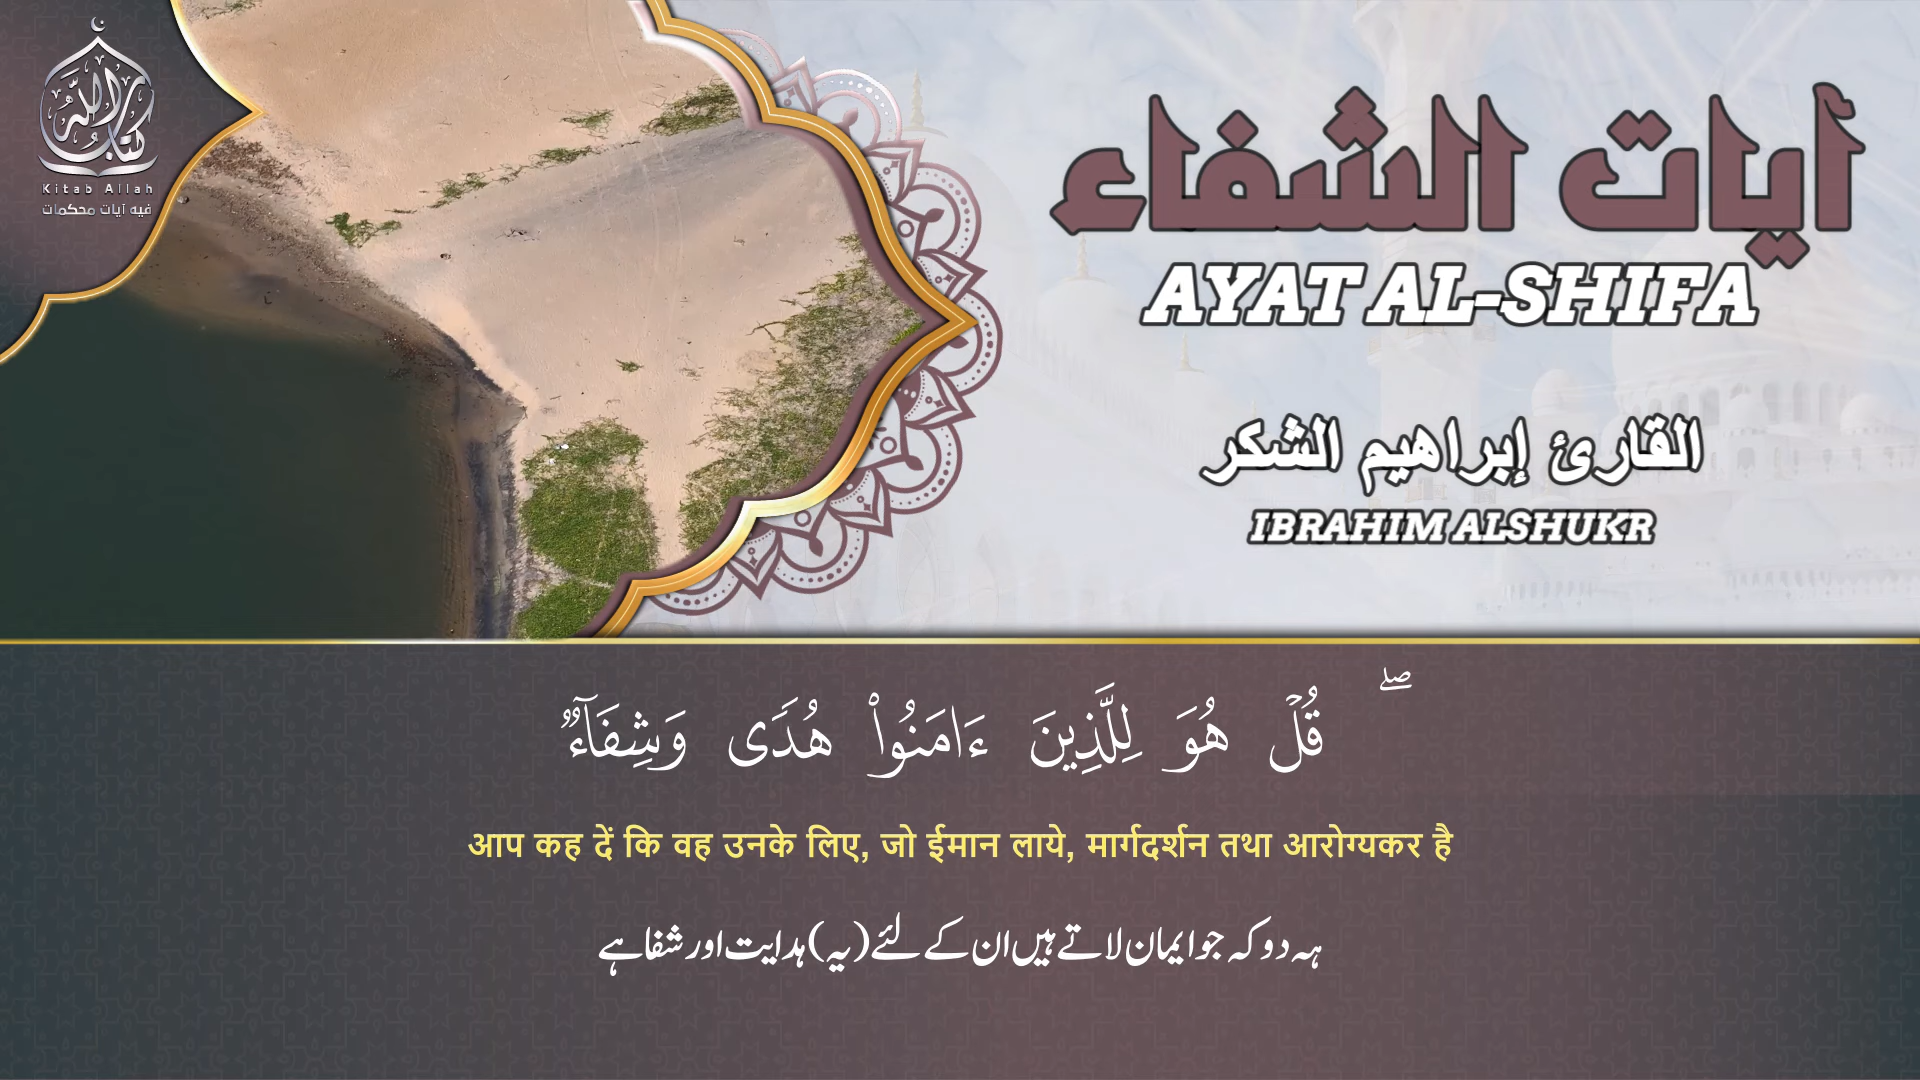 كتاب الله
Kitab Allah
فيه آيات محكمات
آيات الشفاء
AYAT AL-SHIFA
القارئ إبراهيم الشكر
IBRAHIM ALSHUKR
ۖ قُلۡ هُوَ لِلَّذِينَ ءَامَنُواْ هُدٗى وَشِفَآءٞۚ
आप कह दें कि वह उनके लिए, जो ईमान लाये, मार्गदर्शन तथा आरोग्यकर है
ہہ دو کہ جو ایمان لاتے ہیں ان کے لئے (یہ) ہدایت اور شفا ہے